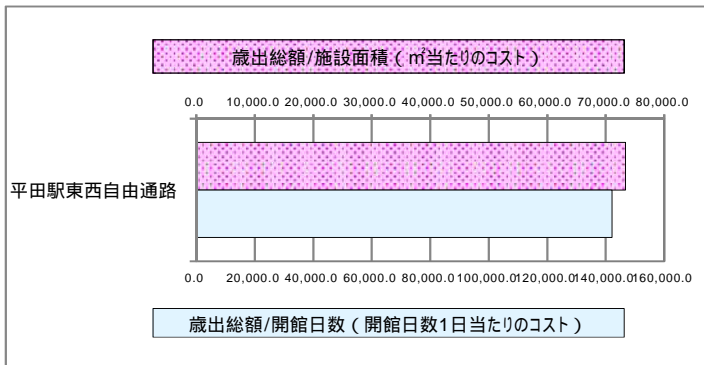 歳出総額/施設面積(㎡当たりのコスト)
0.0 10,000.0 20,000.0 30,000.0 40,000.0 50,000.0 60,000.0 70,000.0 80,000.0
平田駅東西自由通路
0.0 20,000.0 40,000.0 60,000.0 80,000.0 100,000.0 120,000.0 140,000.0 160,000.0
歳出総額/開館日数(開館日数1日当たりのコスト)